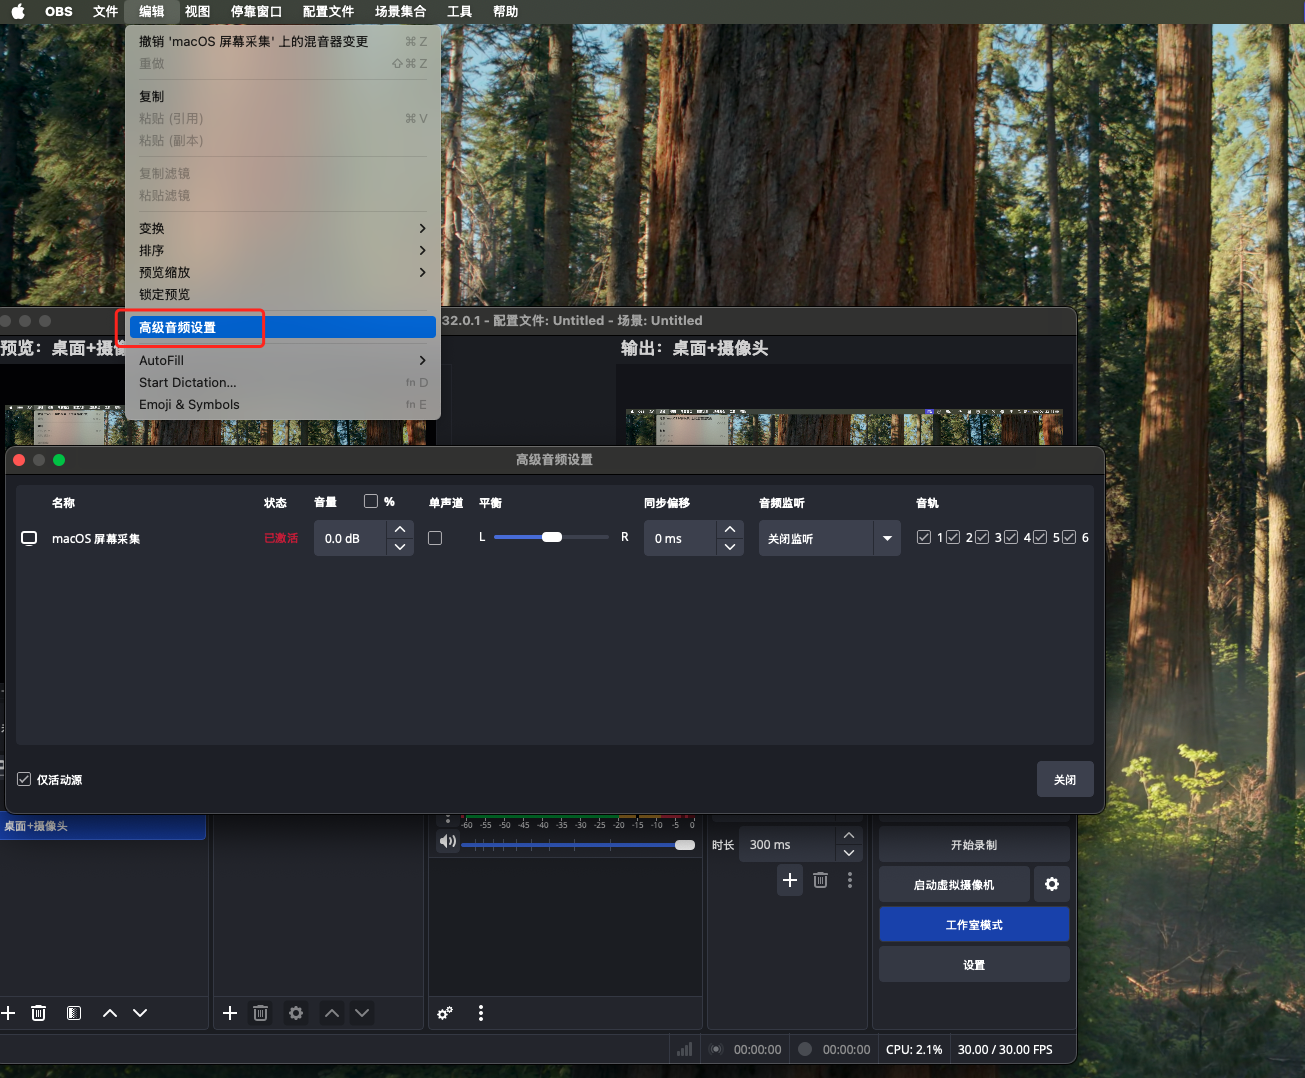 OBS 文件 编辑 视图 停靠窗口 配置文件 场景集合 工具 帮助
撤销 'macOS 屏幕采集' 上的混音器变更 ⌘ Z
重做 ⇧ ⌘ Z
复制
粘贴 (引用) ⌘ V
粘贴 (副本)
复制滤镜
粘贴滤镜
变换
排序
预览缩放
锁定预览
高级音频设置
AutoFill
Start Dictation... fn D
Emoji & Symbols fn E
32.0.1 - 配置文件: Untitled - 场景: Untitled
预览：桌面+摄像
输出：桌面+摄像头
高级音频设置
名称 状态 音量 % 单声道 平衡 同步偏移 音频监听 音轨
macOS 屏幕采集 已激活 0.0 dB L R 0 ms 关闭监听 1 2 3 4 5 6
仅活动源
关闭
桌面+摄像头
-60 -55 -50 -45 -40 -35 -30 -25 -20 -15 -10 -5 0
时长 300 ms
开始录制
启动虚拟摄像机
工作室模式
设置
00:00:00 00:00:00 CPU: 2.1% 30.00 / 30.00 FPS